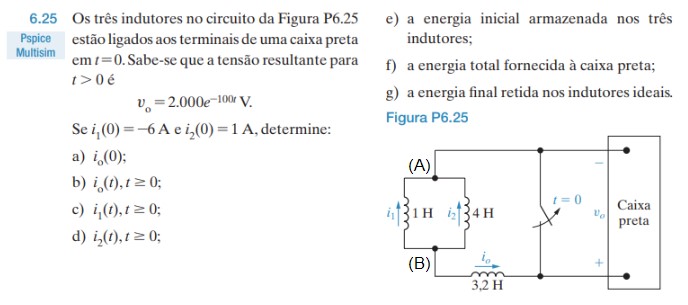 6.25 Os três indutores no circuito da Figura P6.25
Pspice
Multisim
estão ligados aos terminais de uma caixa preta
em t=0. Sabe-se que a tensão resultante para
t > 0 é
v_o = 2.000e^{-100t} V.
Se i_1(0) = −6 A e i_2(0) = 1 A, determine:
a) i_o(0);
b) i_o(t), t ≥ 0;
c) i_1(t), t ≥ 0;
d) i_2(t), t ≥ 0;
e) a energia inicial armazenada nos três
indutores;
f) a energia total fornecida à caixa preta;
g) a energia final retida nos indutores ideais.
Figura P6.25
(A)
i_1 1 H i_2 4 H
t = 0
−
v_o
+
Caixa
preta
(B)
i_o
3,2 H